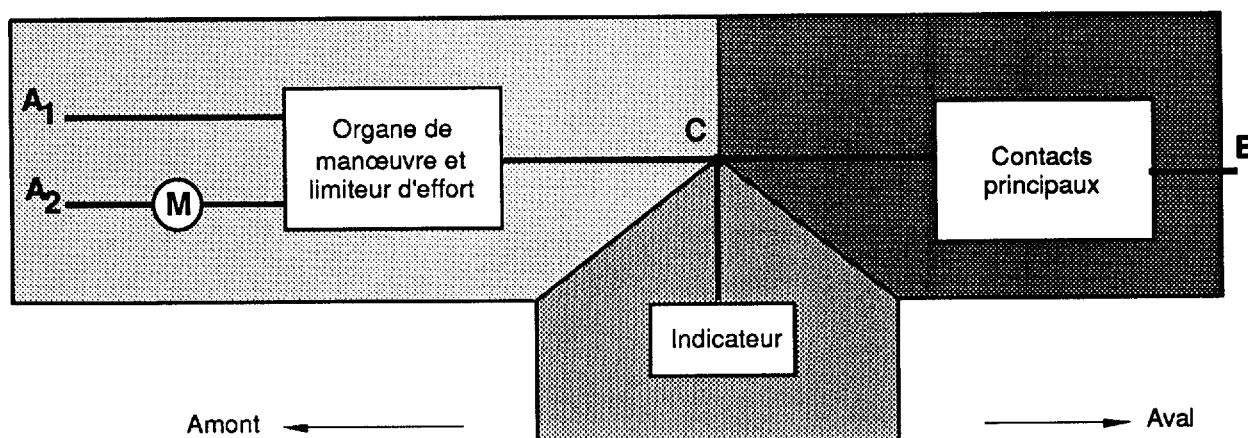 A1
Organe de
manœuvre et
limiteur d'effort
C
Contacts
principaux
B
A2
M
Indicateur
Amont
Aval